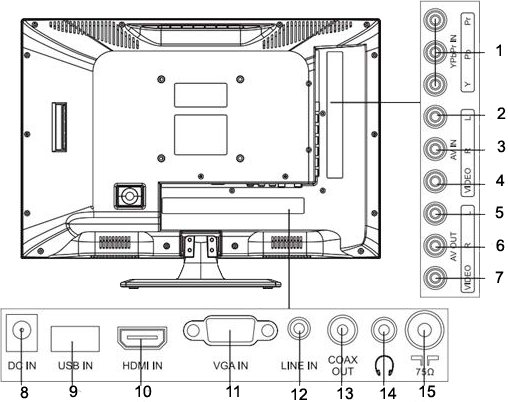 Pr
Pb
YPbPr IN
Y
1
L
2
R
AV IN
3
VIDEO
4
L
5
R
AV OUT
6
VIDEO
7
DC IN
USB IN
HDMI IN
VGA IN
LINE IN
COAX
OUT
75Ω
8
9
10
11
12
13
14
15